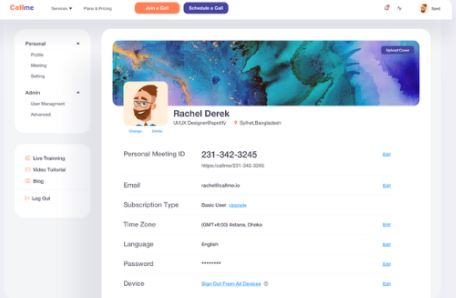 Callme
Services
Plans & Pricing
Join a Call
Schedule a Call
Personal
Profile
Meeting
Setting
Admin
User Managment
Advanced
Live Tranning
Video Tutorial
Blog
Log Out
Upload Cover
Change
Delete
Rachel Derek
UI/UX Designer@spotify
Sylhet,Bangladesh
Personal Meeting ID
231-342-3245
Edit
https/callme/231-342-3245
Email
rachel@callme.io
Edit
Subscription Type
Basic User
Upgrade
Time Zone
(GMT+6:00) Astana, Dhaka
Edit
Language
English
Edit
Password
********
Edit
Device
Sign Out From All Devices
Edit